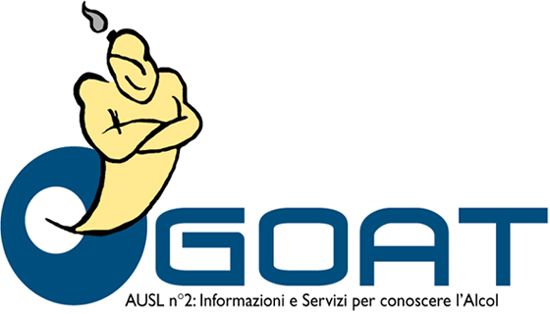 GOAT
AUSL n°2: Informazioni e Servizi per conoscere l'Alcol